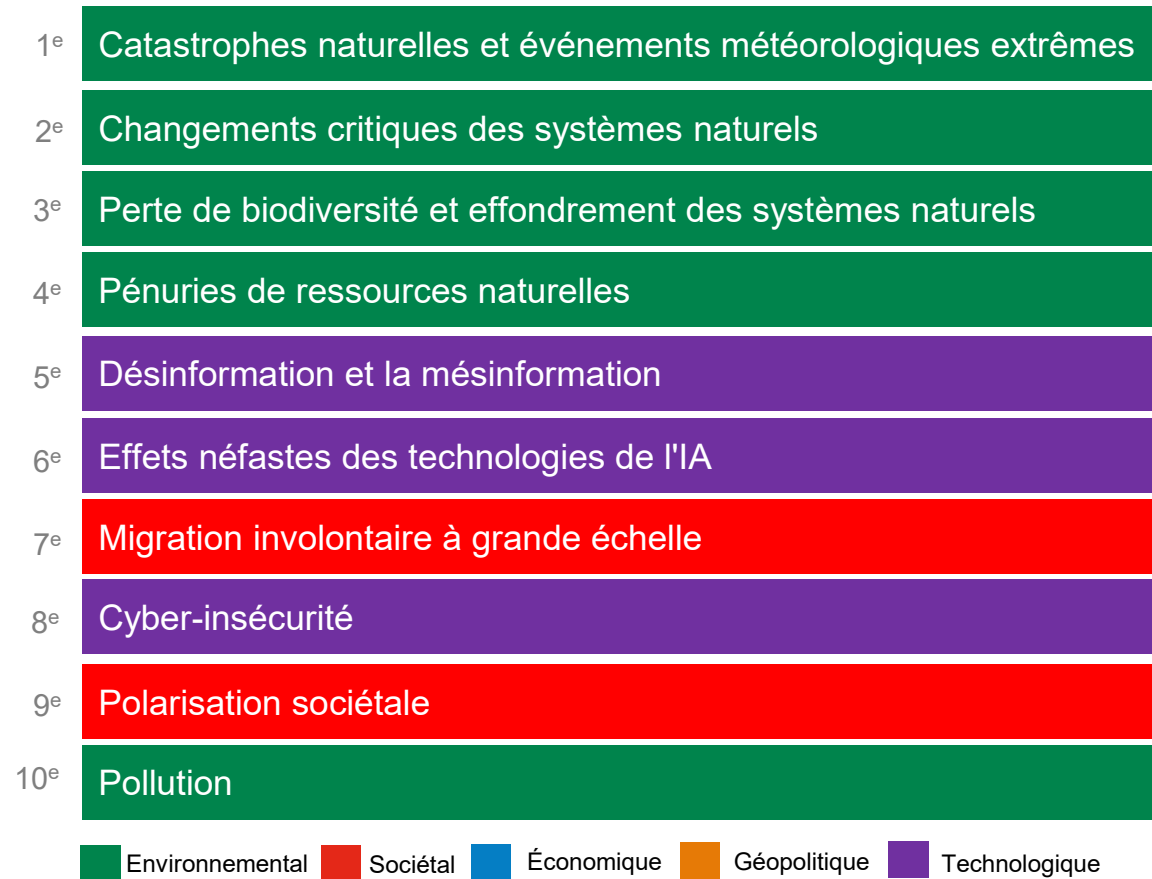 1e Catastrophes naturelles et événements météorologiques extrêmes
2e Changements critiques des systèmes naturels
3e Perte de biodiversité et effondrement des systèmes naturels
4e Pénuries de ressources naturelles
5e Désinformation et la mésinformation
6e Effets néfastes des technologies de l'IA
7e Migration involontaire à grande échelle
8e Cyber-insécurité
9e Polarisation sociétale
10e Pollution
Environnemental Sociétal Économique Géopolitique Technologique